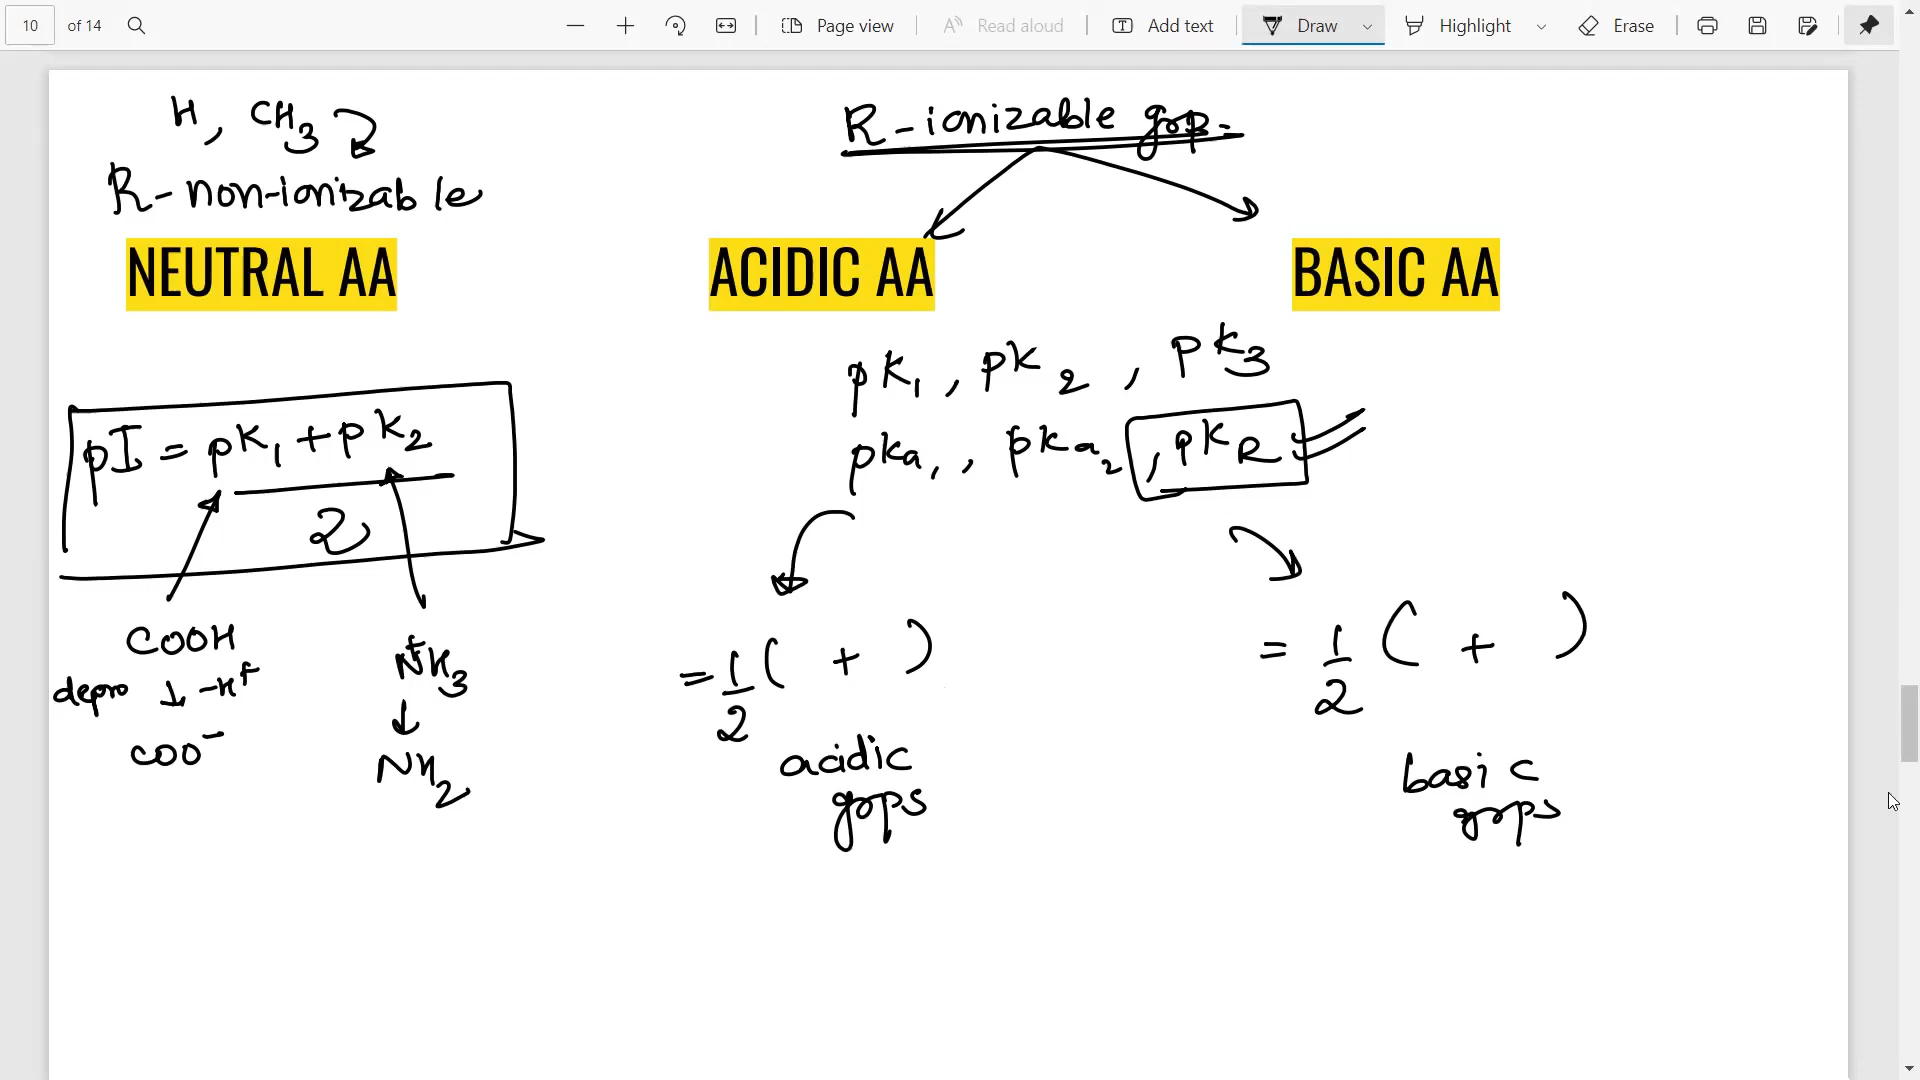 10 of 14 Page view Read aloud Add text Draw Highlight Erase
H, CH3
R-non-ionizable
R-ionizable grp-
NEUTRAL AA
ACIDIC AA
BASIC AA
pI = pK1 + pK2
2
COOH
depro ↓ -H+
COO-
N+H3
↓
NH2
pK1, pK2, pK3
pKa1, pKa2, pKR
= 1/2 ( + )
acidic
grps
= 1/2 ( + )
basic
grps